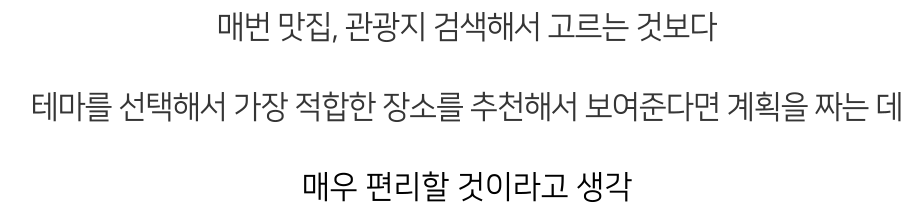 매번 맛집, 관광지 검색해서 고르는 것보다
테마를 선택해서 가장 적합한 장소를 추천해서 보여준다면 계획을 짜는 데
매우 편리할 것이라고 생각